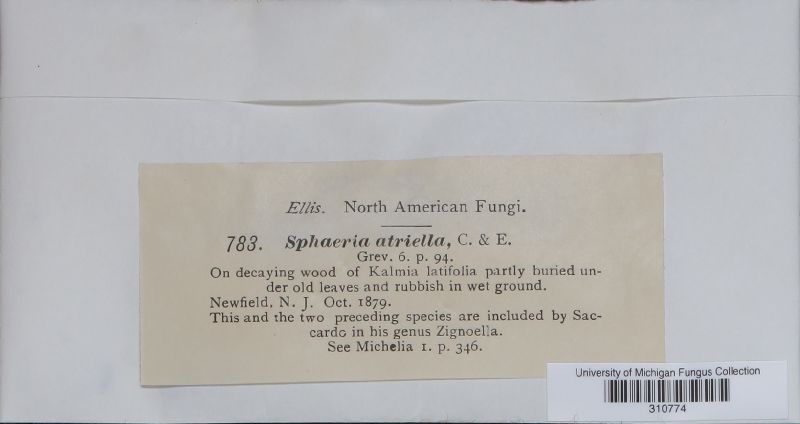 Ellis. North American Fungi.
783. Sphaeria atriella, C. & E.
Grev. 6. p. 94.
On decaying wood of Kalmia latifolia partly buried un-
der old leaves and rubbish in wet ground.
Newfield, N. J. Oct. 1879.
This and the two preceding species are included by Sac-
cardo in his genus Zignoella.
See Michelia 1. p. 346.
University of Michigan Fungus Collection
310774